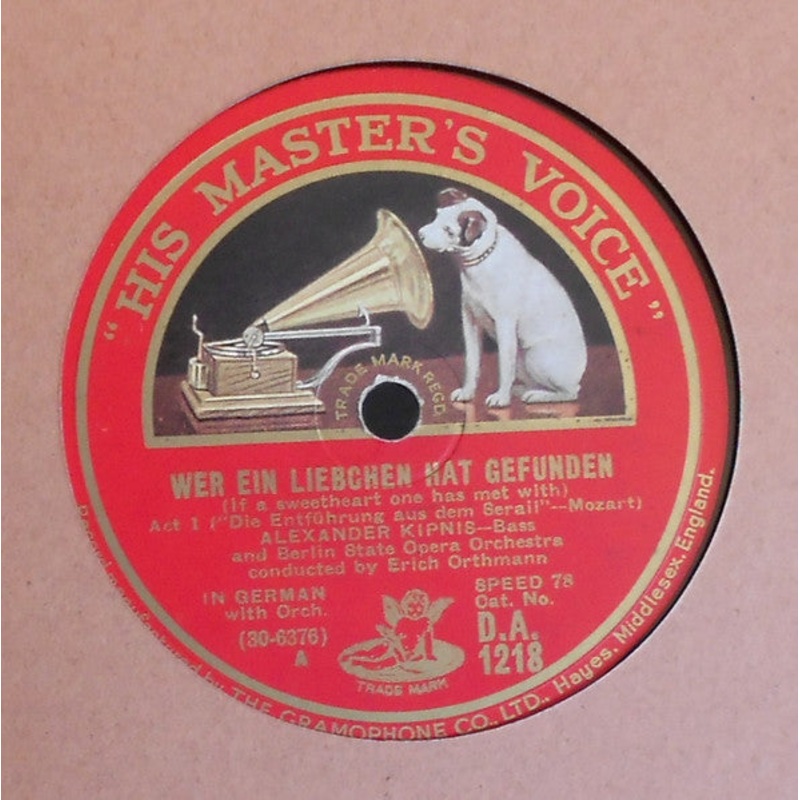 "HIS MASTER'S VOICE"
TRADE MARK REGD
WER EIN LIEBCHEN HAT GEFUNDEN
(If a sweetheart one has met with)
Act 1 ("Die Entführung aus dem Serail"—Mozart)
ALEXANDER KIPNIS—Bass
and Berlin State Opera Orchestra
conducted by Erich Orthmann
IN GERMAN
with Orch.
(30-6376)
A
SPEED 78
Cat. No.
D.A.
1218
TRADE MARK
Manufactured by THE GRAMOPHONE CO., LTD., Hayes, Middlesex, England.